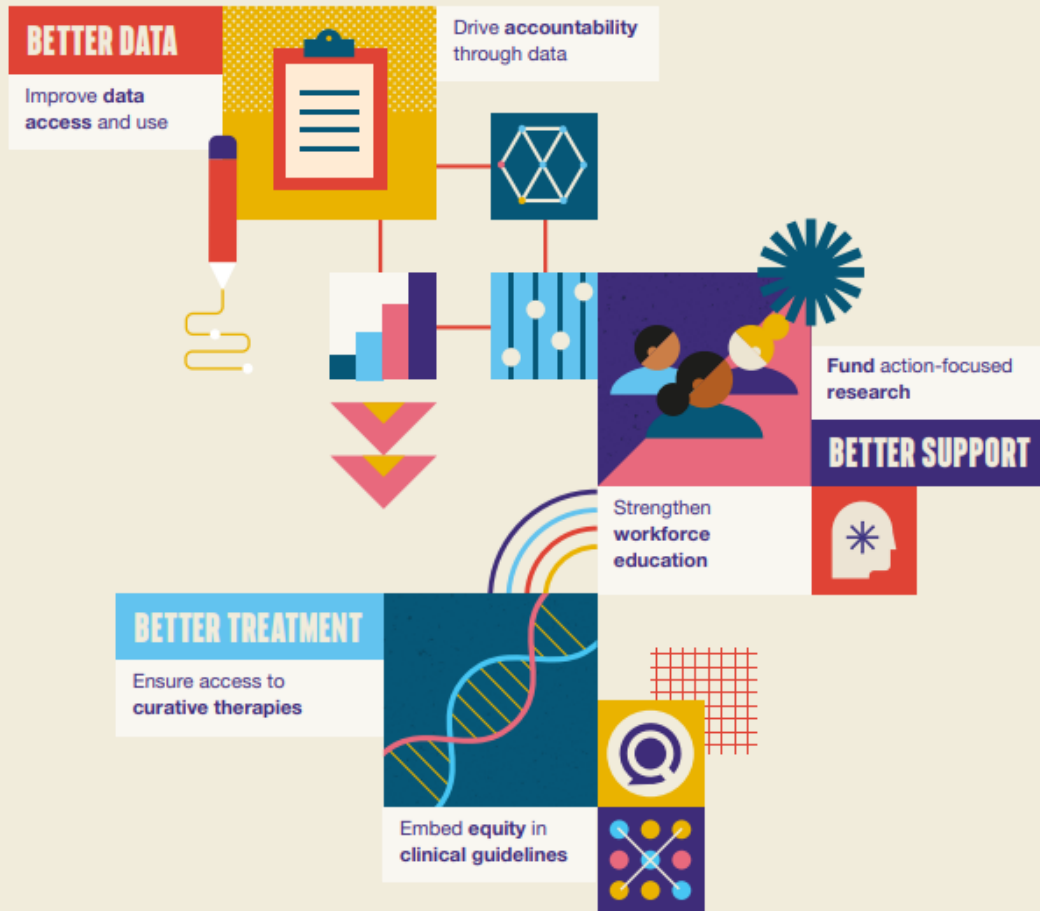 BETTER DATA
Improve data
access and use
Drive accountability
through data
Fund action-focused
research
BETTER SUPPORT
Strengthen
workforce
education
BETTER TREATMENT
Ensure access to
curative therapies
Embed equity in
clinical guidelines